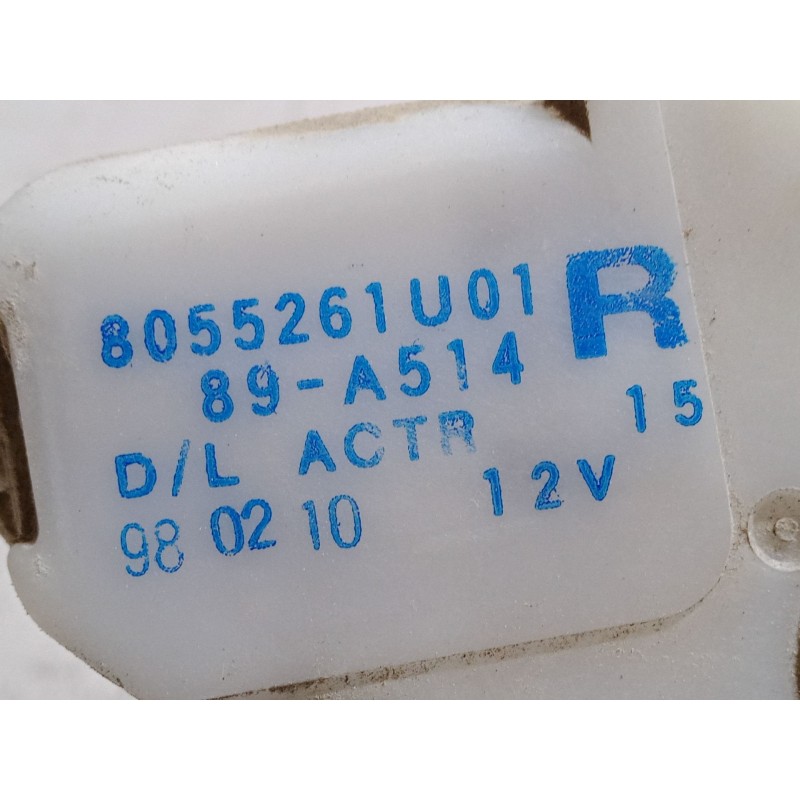 8055261U01 R
89-A514
D/L ACTR 15
98 02 10 12V